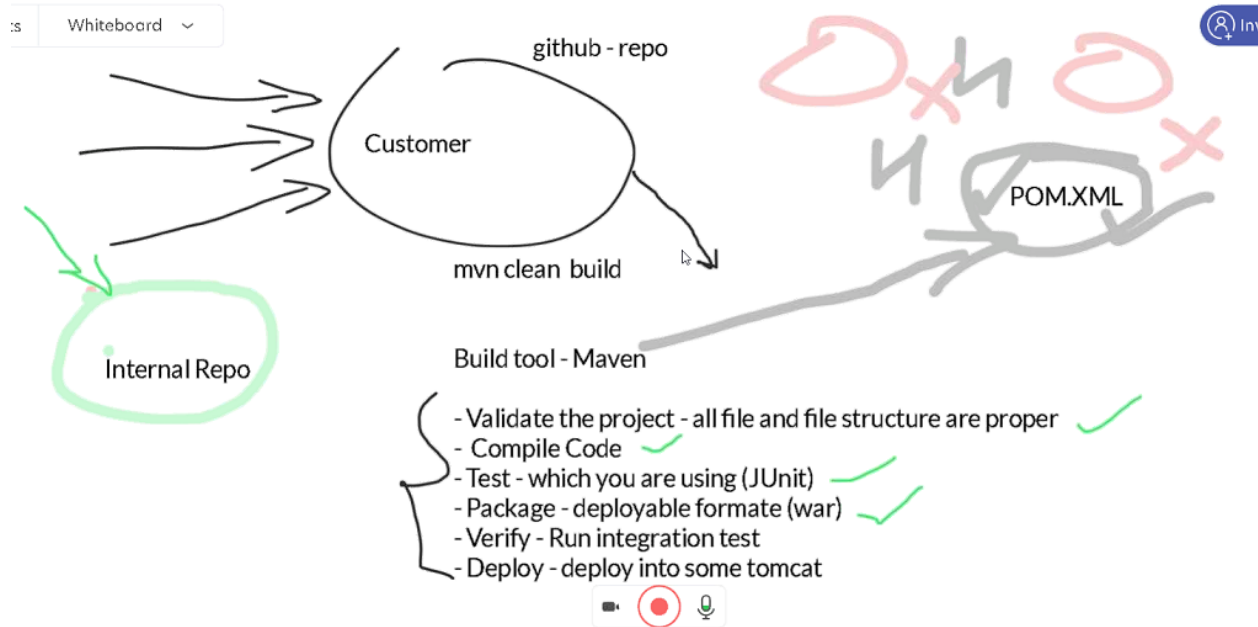 ts
Whiteboard
Inv
github - repo
Customer
POM.XML
mvn clean build
Internal Repo
Build tool - Maven
- Validate the project - all file and file structure are proper
- Compile Code
- Test - which you are using (JUnit)
- Package - deployable formate (war)
- Verify - Run integration test
- Deploy - deploy into some tomcat